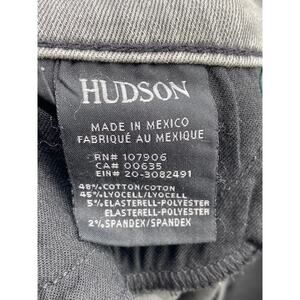 HUDSON
MADE IN MEXICO
FABRIQUÉ AU MEXIQUE
RN# 107906
CA# 00635
EIN# 20-3082491
48% COTTON/COTON
45% LYOCELL/LYOCELL
5% ELASTERELL-POLYESTER
ELASTERELL-POLYESTER
2% SPANDEX/SPANDEX